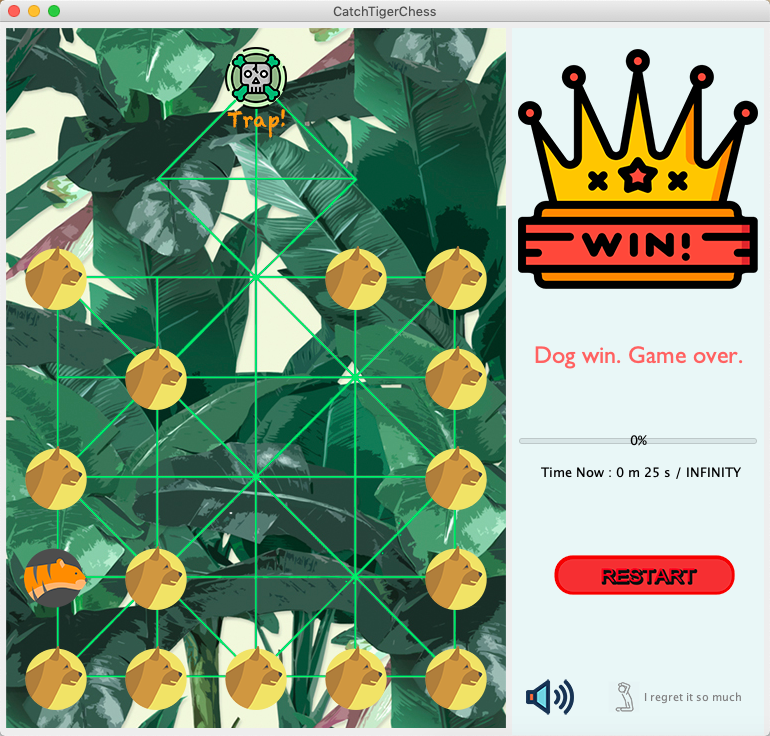 CatchTigerChess
Trap!
WIN!
Dog win. Game over.
0%
Time Now : 0 m 25 s / INFINITY
RESTART
I regret it so much